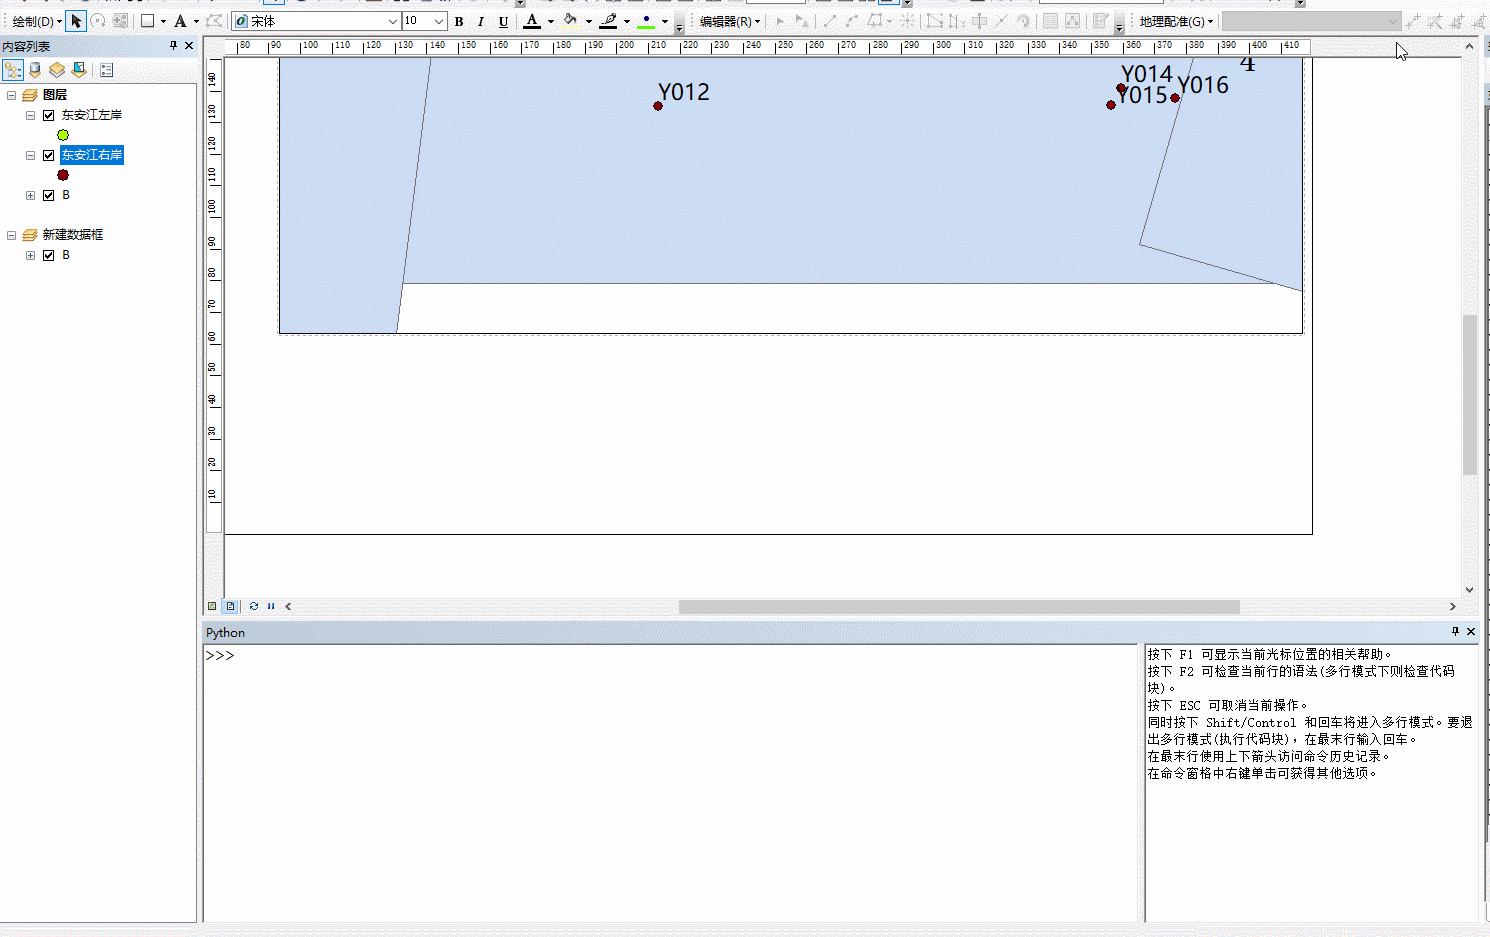 绘制(D) A 宋体 10 B I U A 编辑器(R) 地理配准(G)
内容列表
80 90 100 110 120 130 140 150 160 170 180 190 200 210 220 230 240 250 260 270 280 290 300 310 320 330 340 350 360 370 380 390 400 410
图层
东安江左岸
东安江右岸
B
新建数据框
B
140
130
120
110
100
90
80
70
60
50
40
30
20
10
4
Y014
Y012
Y015
Y016
Python
>>>
按下 F1 可显示当前光标位置的相关帮助。
按下 F2 可检查当前行的语法(多行模式下则检查代码
块)。
按下 ESC 可取消当前操作。
同时按下 Shift/Control 和回车将进入多行模式。要退
出多行模式(执行代码块)，在最末行输入回车。
在最末行使用上下箭头访问命令历史记录。
在命令窗格中右键单击可获得其他选项。